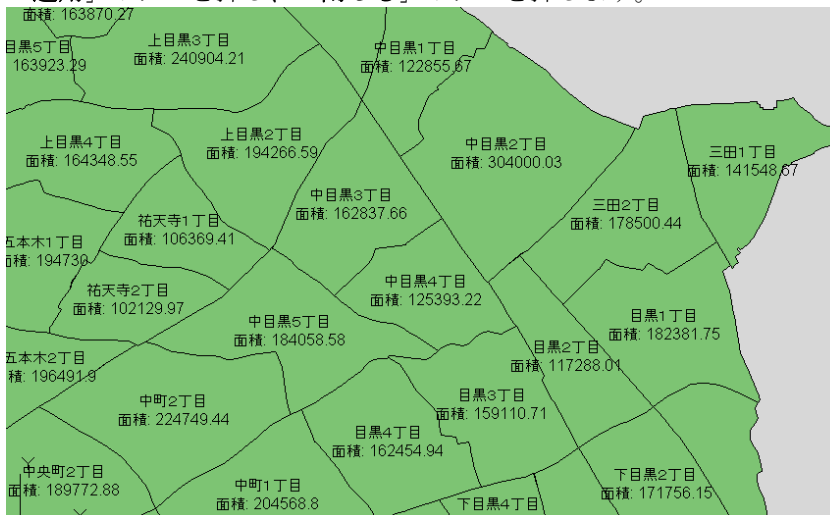 面積: 163870.27
上目黒3丁目
面積: 240904.21
目黒5丁目
163923.29
中目黒1丁目
面積: 122855.67
上目黒4丁目
面積: 164348.55
上目黒2丁目
面積: 194266.59
中目黒2丁目
面積: 304000.03
三田1丁目
面積: 141548.67
中目黒3丁目
面積: 162837.66
三田2丁目
面積: 178500.44
祐天寺1丁目
面積: 106369.41
五本木1丁目
面積: 194730
祐天寺2丁目
面積: 102129.97
中目黒4丁目
面積: 125393.22
中目黒5丁目
面積: 184058.58
目黒1丁目
面積: 182381.75
目黒2丁目
面積: 117288.01
五本木2丁目
積: 196491.9
中町2丁目
面積: 224749.44
目黒3丁目
面積: 159110.71
目黒4丁目
面積: 162454.94
中央町2丁目
面積: 189772.88
中町1丁目
面積: 204568.8
下目黒2丁目
面積: 171756.15
下目黒4丁目